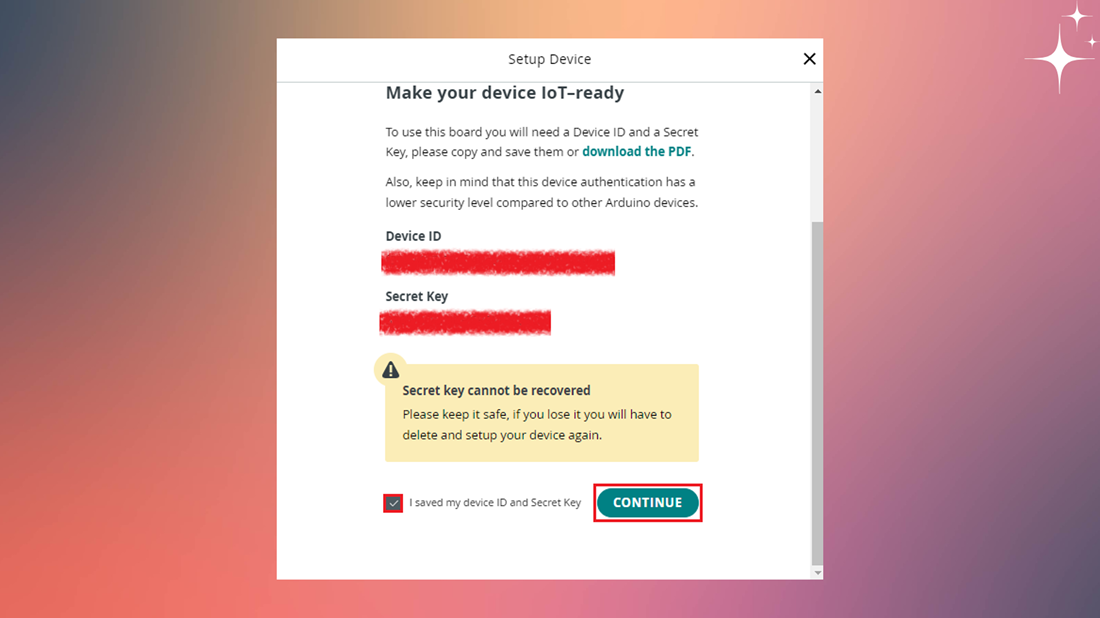 Setup Device
Make your device IoT–ready
To use this board you will need a Device ID and a Secret
Key, please copy and save them or download the PDF.
Also, keep in mind that this device authentication has a
lower security level compared to other Arduino devices.
Device ID
Secret Key
Secret key cannot be recovered
Please keep it safe, if you lose it you will have to
delete and setup your device again.
I saved my device ID and Secret Key
CONTINUE